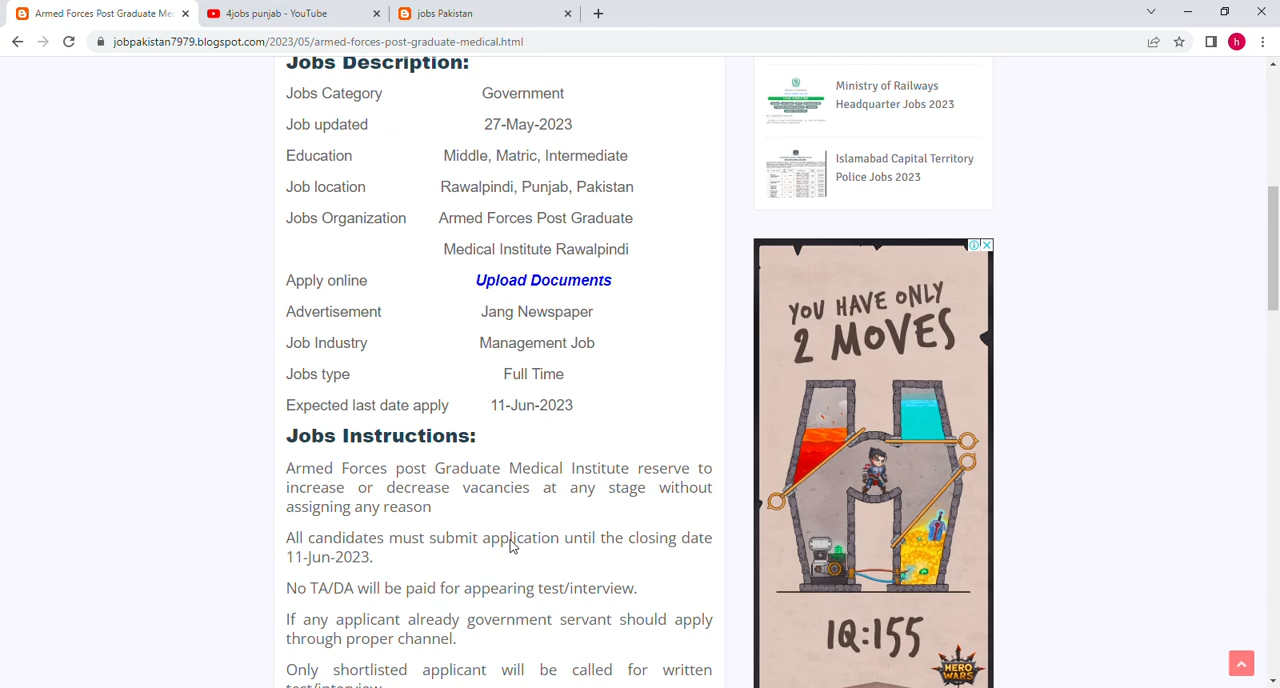 Armed Forces Post Graduate Me
4jobs punjab - YouTube
jobs Pakistan
jobpakistan7979.blogspot.com/2023/05/armed-forces-post-graduate-medical.html
h
Jobs Description:
Jobs Category Government
Job updated 27-May-2023
Education Middle, Matric, Intermediate
Job location Rawalpindi, Punjab, Pakistan
Jobs Organization Armed Forces Post Graduate
Medical Institute Rawalpindi
Apply online Upload Documents
Advertisement Jang Newspaper
Job Industry Management Job
Jobs type Full Time
Expected last date apply 11-Jun-2023
Jobs Instructions:
Armed Forces post Graduate Medical Institute reserve to
increase or decrease vacancies at any stage without
assigning any reason
All candidates must submit application until the closing date
11-Jun-2023.
No TA/DA will be paid for appearing test/interview.
If any applicant already government servant should apply
through proper channel.
Only shortlisted applicant will be called for written
test/interview.
Ministry of Railways
Headquarter Jobs 2023
Islamabad Capital Territory
Police Jobs 2023
YOU HAVE ONLY
2 MOVES
IQ:155
HERO
WARS